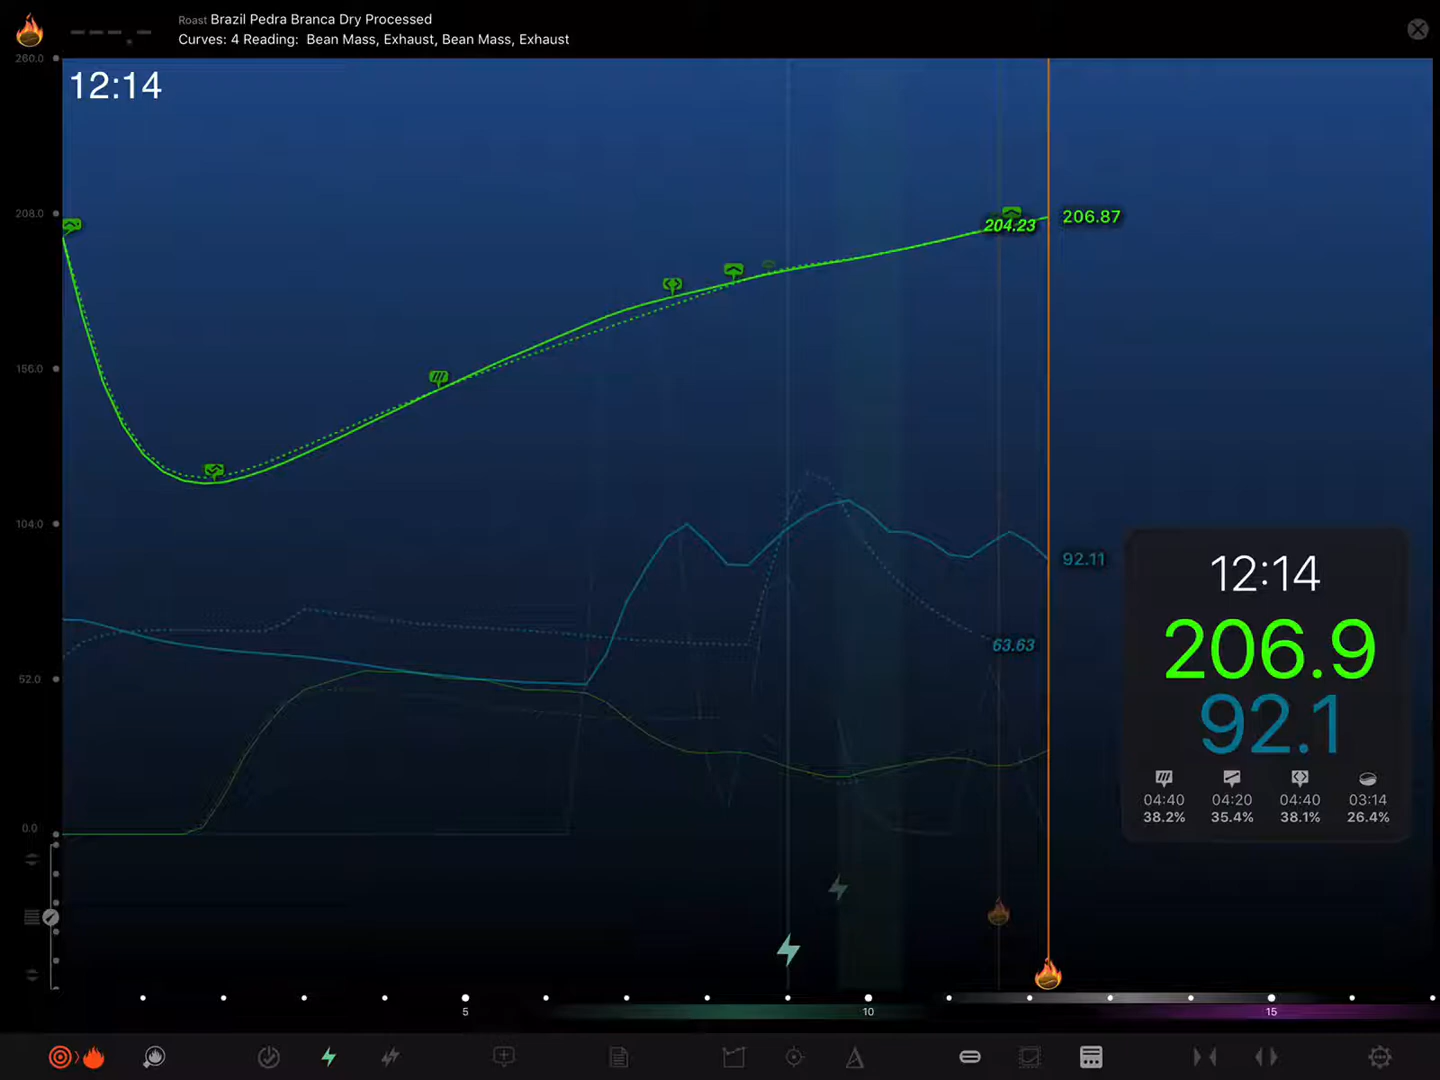 Roast Brazil Pedra Branca Dry Processed
Curves: 4 Reading: Bean Mass, Exhaust, Bean Mass, Exhaust
260.0
12:14
208.0
204.23
206.87
156.0
104.0
92.11
63.63
52.0
0.0
12:14
206.9
92.1
04:40 04:20 04:40 03:14
38.2% 35.4% 38.1% 26.4%
5 10 15